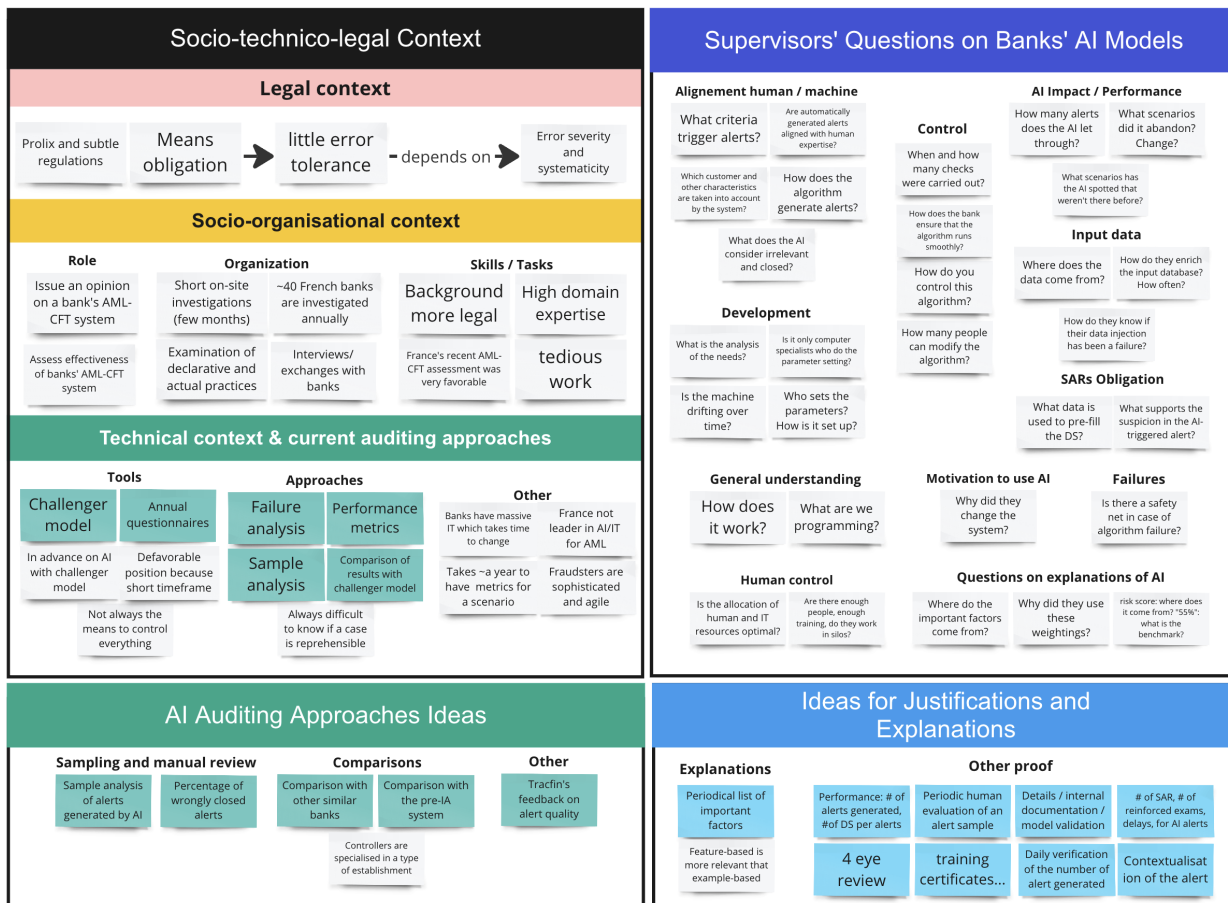 Socio-technico-legal Context
Legal context
Prolix and subtle
regulations
Means
obligation
little error
tolerance
depends on
Error severity
and
systematicity
Socio-organisational context
Role
Issue an opinion
on a bank's AML-
CFT system
Assess effectiveness
of banks' AML-CFT
system
Organization
Short on-site
investigations
(few months)
~40 French banks
are investigated
annually
Examination of
declarative and
actual practices
Interviews/
exchanges with
banks
Skills / Tasks
Background
more legal
High domain
expertise
France's recent AML-
CFT assessment was
very favorable
tedious
work
Technical context & current auditing approaches
Tools
Challenger
model
Annual
questionnaires
In advance on AI
with challenger
model
Defavorable
position because
short timeframe
Not always the
means to control
everything
Approaches
Failure
analysis
Performance
metrics
Sample
analysis
Comparison of
results with
challenger model
Always difficult
to know if a case
is reprehensible
Other
Banks have massive
IT which takes time
to change
France not
leader in AI/IT
for AML
Takes ~a year to
have metrics for
a scenario
Fraudsters are
sophisticated
and agile
Supervisors' Questions on Banks' AI Models
Alignement human / machine
What criteria
trigger alerts?
Are automatically
generated alerts
aligned with human
expertise?
Which customer and
other characteristics
are taken into account
by the system?
How does the
algorithm
generate alerts?
What does the AI
consider irrelevant
and closed?
Control
When and how
many checks
were carried out?
How does the bank
ensure that the
algorithm runs
smoothly?
How do you
control this
algorithm?
How many people
can modify the
algorithm?
AI Impact / Performance
How many alerts
does the AI let
through?
What scenarios
did it abandon?
Change?
What scenarios has
the AI spotted that
weren't there before?
Input data
Where does the
data come from?
How do they enrich
the input database?
How often?
How do they know if
their data injection
has been a failure?
Development
What is the analysis
of the needs?
Is it only computer
specialists who do the
parameter setting?
Is the machine
drifting over
time?
Who sets the
parameters?
How is it set up?
SARs Obligation
What data is
used to pre-fill
the DS?
What supports the
suspicion in the AI-
triggered alert?
General understanding
How does
it work?
What are we
programming?
Motivation to use AI
Why did they
change the
system?
Failures
Is there a safety
net in case of
algorithm failure?
Human control
Is the allocation of
human and IT
resources optimal?
Are there enough
people, enough
training, do they work
in silos?
Questions on explanations of AI
Where do the
important factors
come from?
Why did they use
these
weightings?
risk score: where does
it come from? "55%":
what is the
benchmark?
AI Auditing Approaches Ideas
Sampling and manual review
Sample analysis
of alerts
generated by AI
Percentage of
wrongly closed
alerts
Comparisons
Comparison with
other similar
banks
Comparison with
the pre-IA
system
Controllers are
specialised in a type
of establishment
Other
Tracfin's
feedback on
alert quality
Ideas for Justifications and
Explanations
Explanations
Periodical list of
important
factors
Feature-based is
more relevant that
example-based
Other proof
Performance: # of
alerts generated,
#of DS per alerts
Periodic human
evaluation of an
alert sample
Details / internal
documentation /
model validation
# of SAR, # of
reinforced exams,
delays, for AI alerts
4 eye
review
training
certificates...
Daily verification
of the number of
alert generated
Contextualisat
ion of the alert